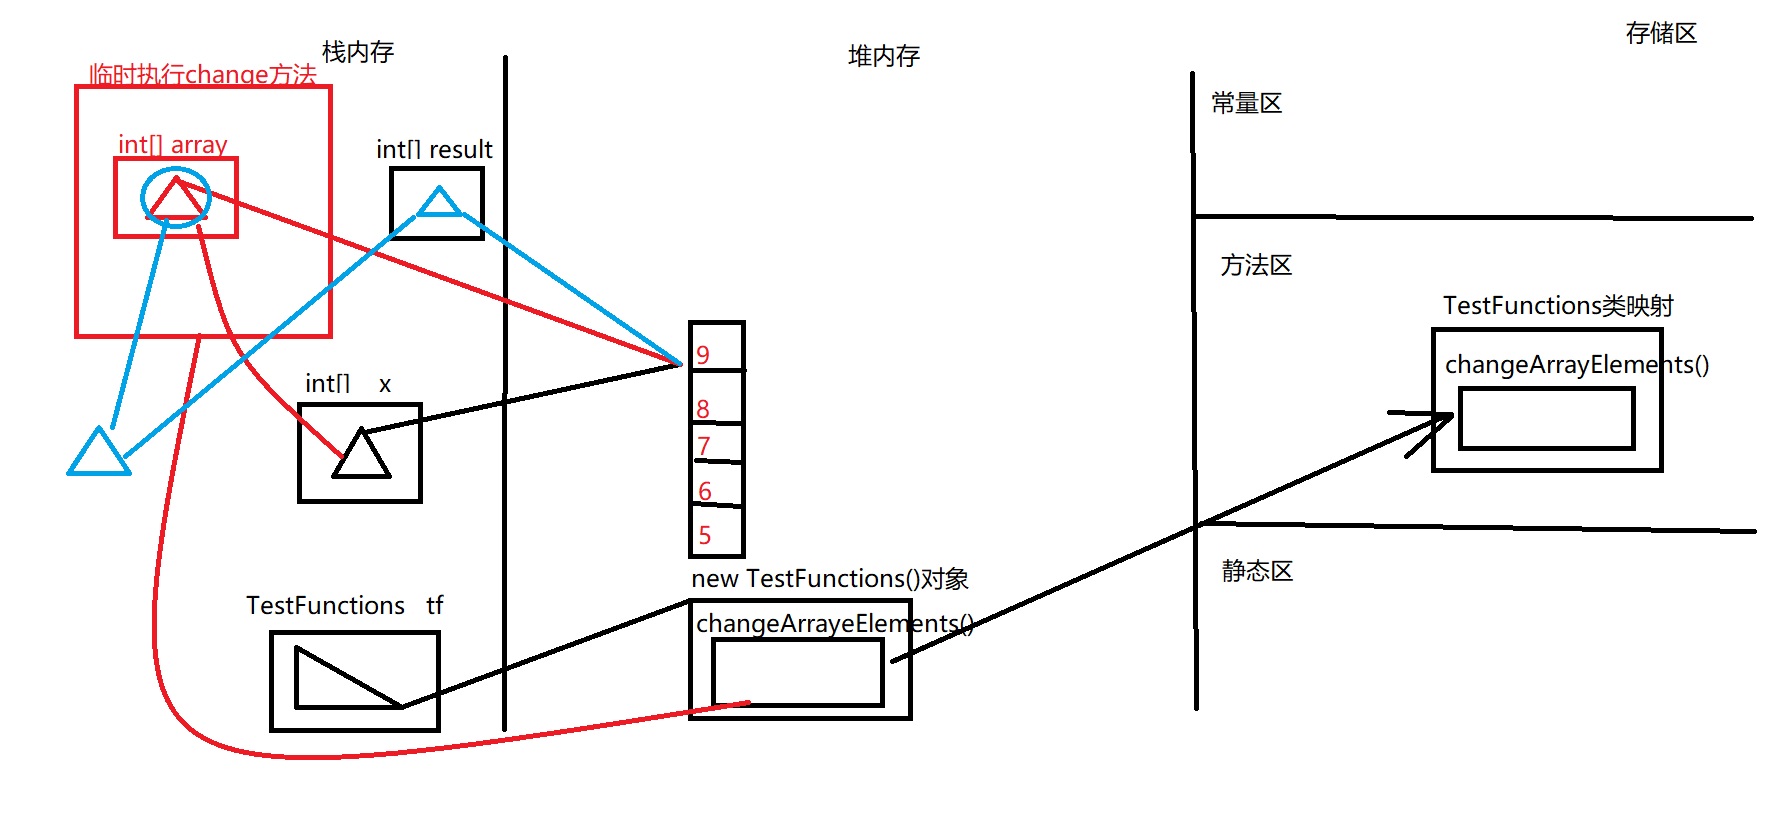 栈内存
堆内存
存储区
临时执行change方法
常量区
int[] array
int[] result
方法区
TestFunctions类映射
changeArrayElements()
int[] x
9
8
7
6
5
静态区
new TestFunctions()对象
TestFunctions tf
changeArrayeElements()